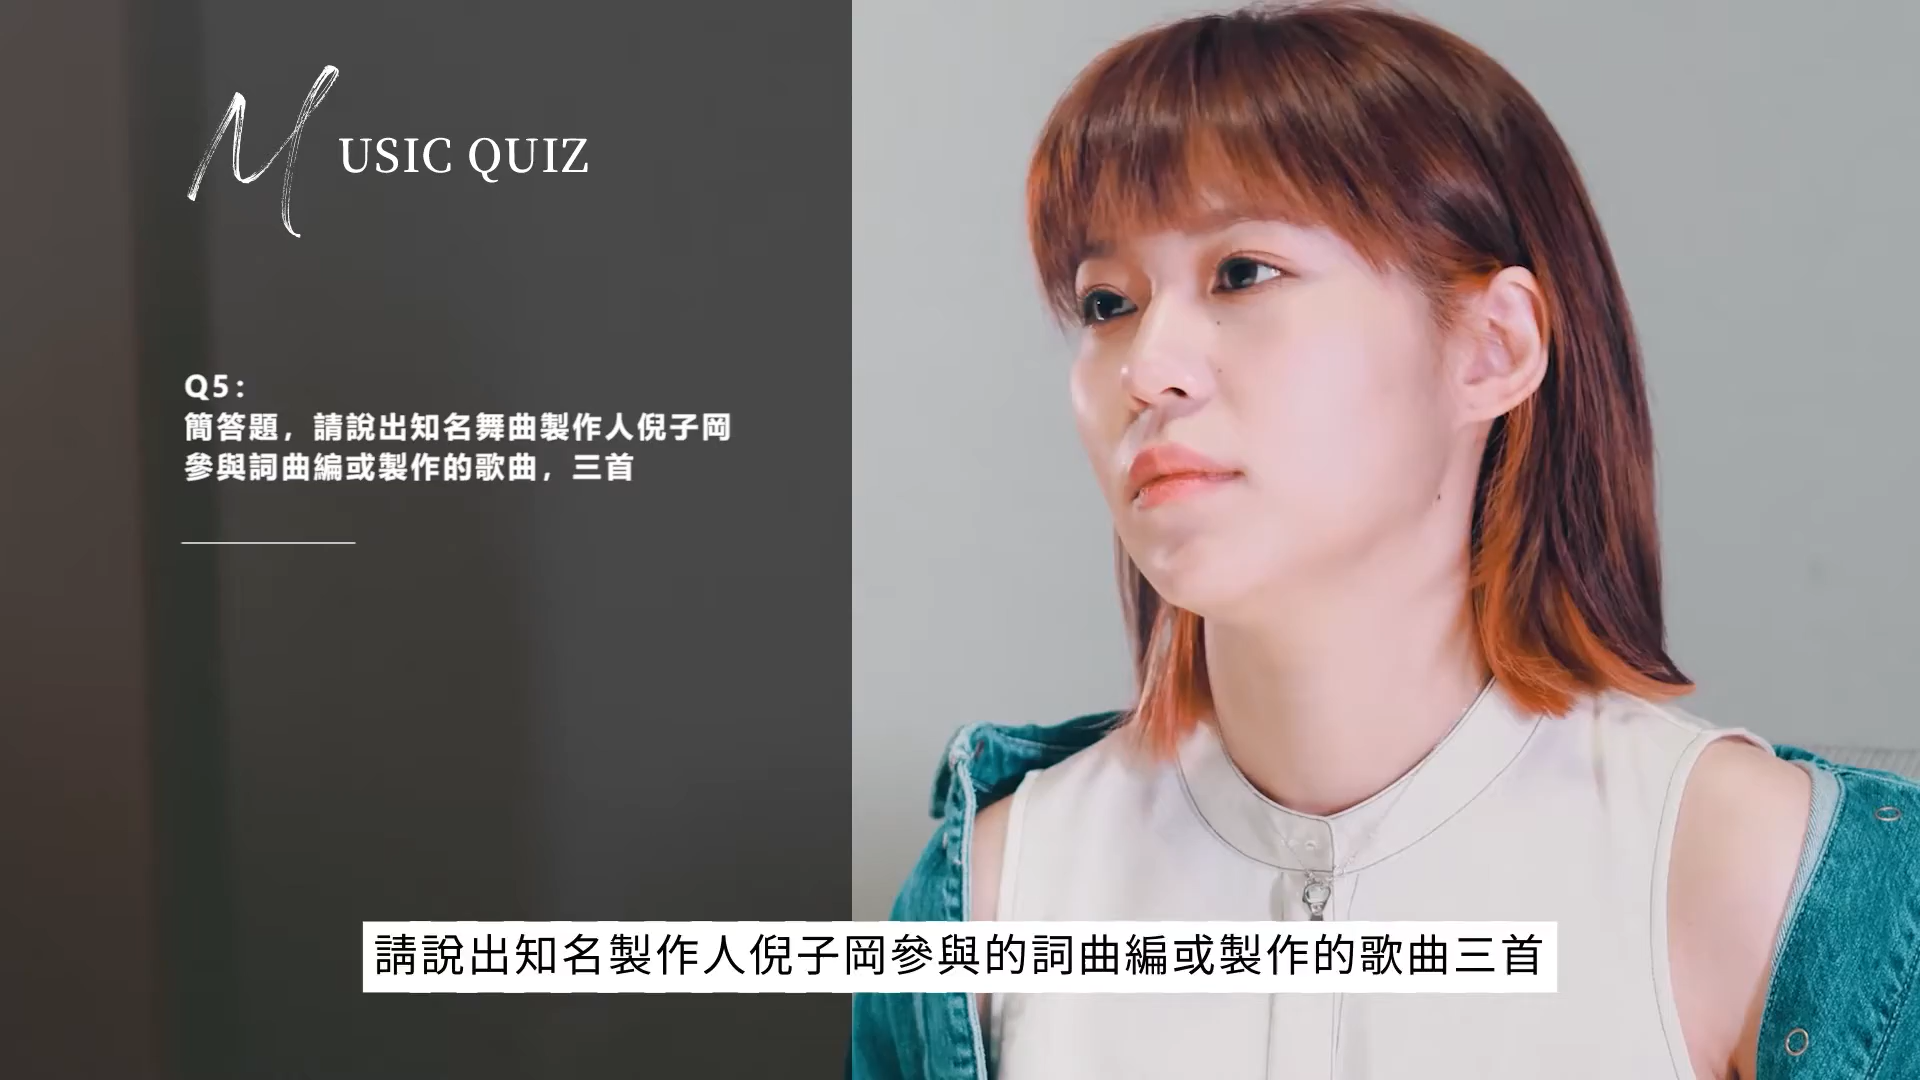 MUSIC QUIZ
Q5：
簡答題，請說出知名舞曲製作人倪子岡
參與詞曲編或製作的歌曲，三首
請說出知名製作人倪子岡參與的詞曲編或製作的歌曲三首